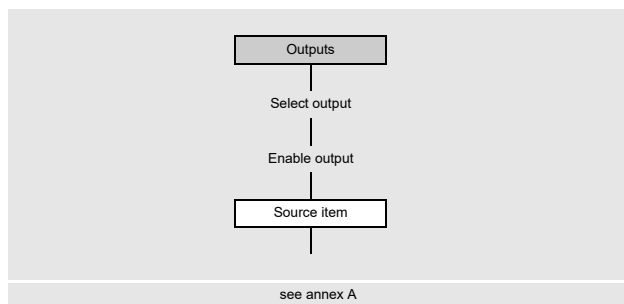 Outputs
Select output
Enable output
Source item
see annex A